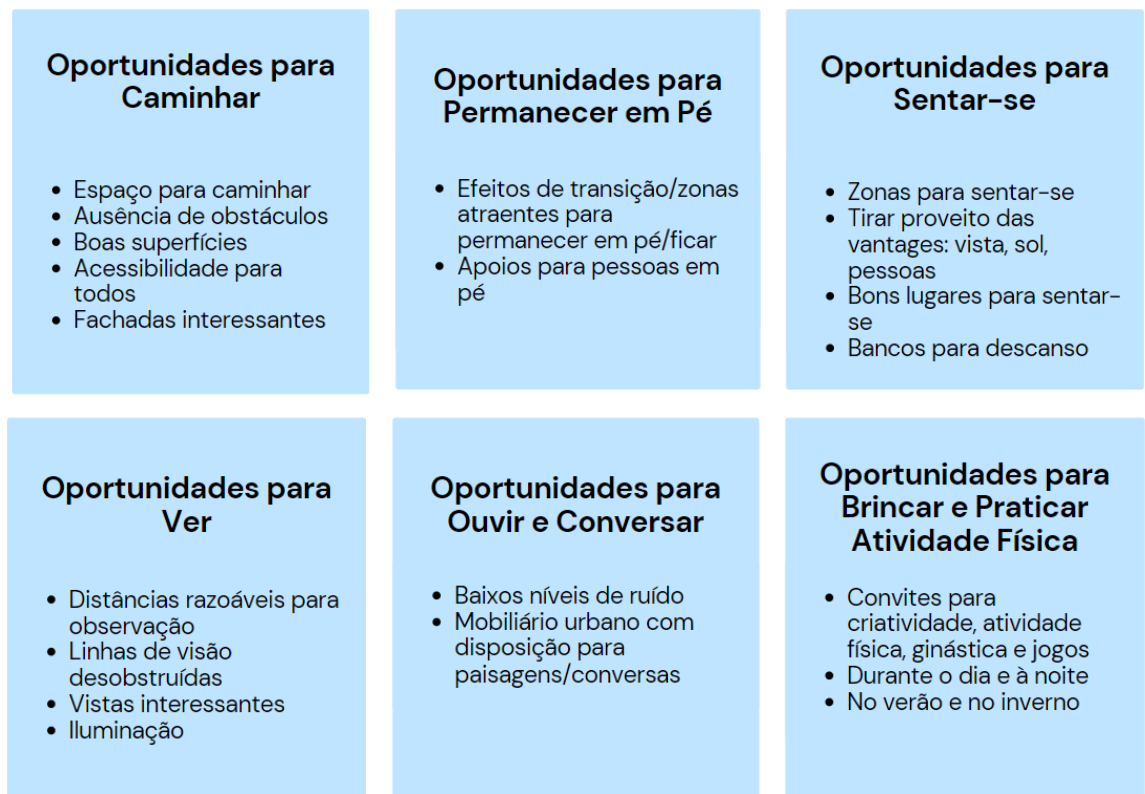 Oportunidades para
Caminhar
• Espaço para caminhar
• Ausência de obstáculos
• Boas superfícies
• Acessibilidade para
todos
• Fachadas interessantes
Oportunidades para
Permanecer em Pé
• Efeitos de transição/zonas
atraentes para
permanecer em pé/ficar
• Apoios para pessoas em
pé
Oportunidades para
Sentar-se
• Zonas para sentar-se
• Tirar proveito das
vantages: vista, sol,
pessoas
• Bons lugares para sentar-
se
• Bancos para descanso
Oportunidades para
Ver
• Distâncias razoáveis para
observação
• Linhas de visão
desobstruídas
• Vistas interessantes
• Iluminação
Oportunidades para
Ouvir e Conversar
• Baixos níveis de ruído
• Mobiliário urbano com
disposição para
paisagens/conversas
Oportunidades para
Brincar e Praticar
Atividade Física
• Convites para
criatividade, atividade
física, ginástica e jogos
• Durante o dia e à noite
• No verão e no inverno